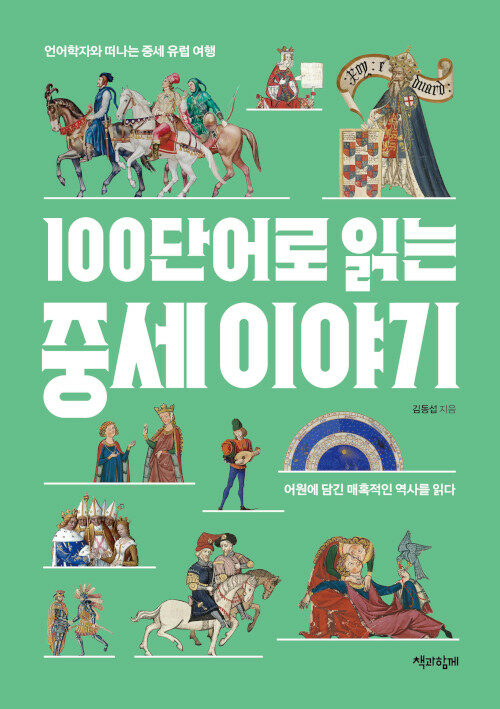 언어학자와 떠나는 중세 유럽 여행
:Roy: e
duard:
100단어로 읽는
중세 이야기
김동섭 지음
어원에 담긴 매혹적인 역사를 읽다
책과함께